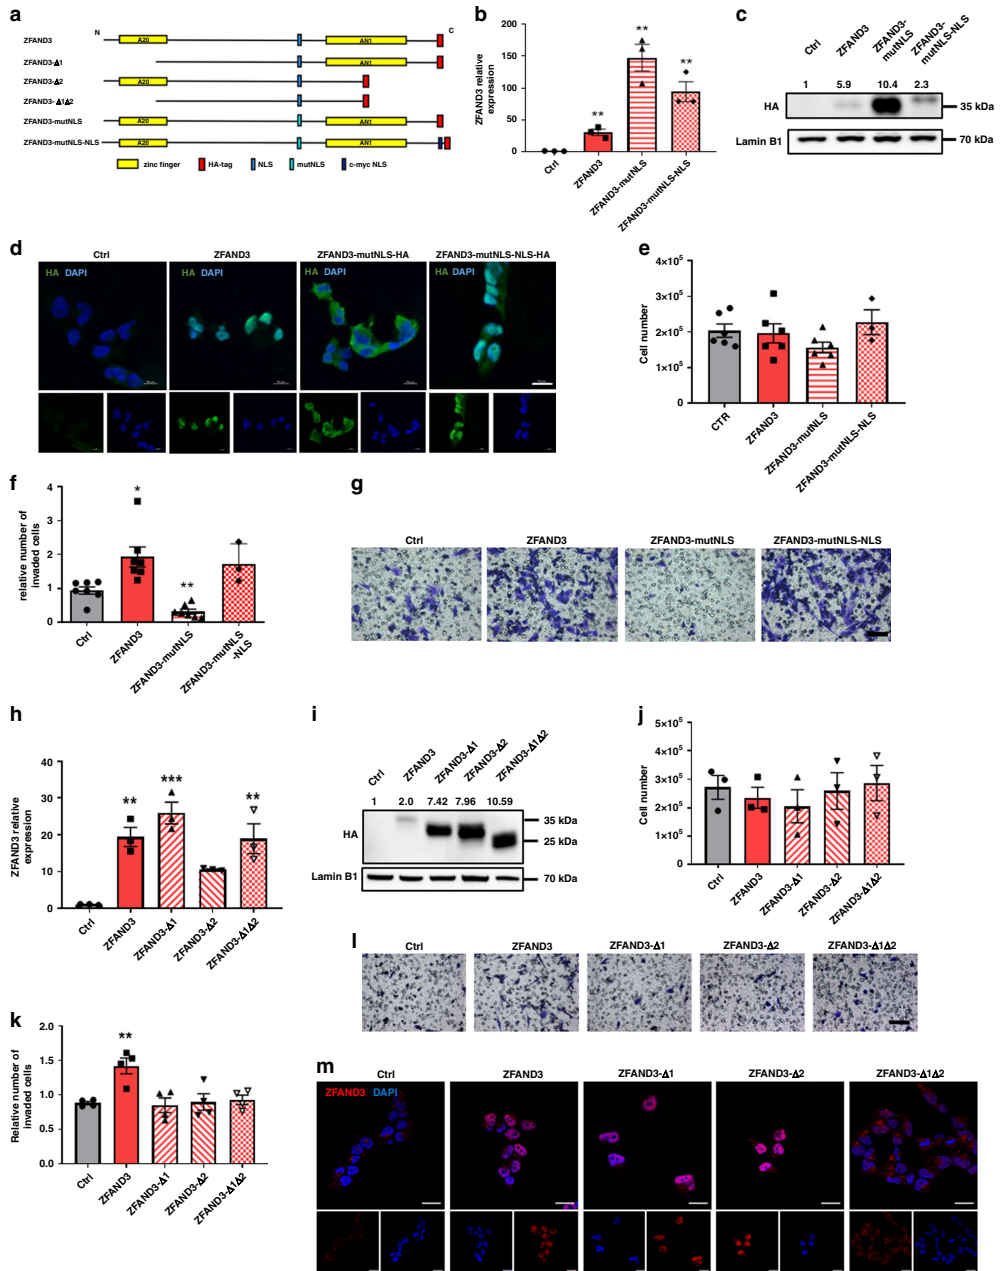 a
N
C
ZFAND3
A20
AN1
ZFAND3-Δ1
AN1
ZFAND3-Δ2
A20
ZFAND3- Δ1Δ2
ZFAND3-mutNLS
A20
AN1
ZFAND3-mutNLS-NLS
A20
AN1
zinc finger
HA-tag
NLS
mutNLS
c-myc NLS
b
ZFAND3 relative
expression
200
150
100
50
0
**
**
**
Ctrl
ZFAND3
ZFAND3-mutNLS
ZFAND3-mutNLS-NLS
c
Ctrl
ZFAND3
ZFAND3-
mutNLS
ZFAND3-
mutNLS-NLS
1 5.9 10.4 2.3
HA
35 kDa
Lamin B1
70 kDa
d
Ctrl
ZFAND3
ZFAND3-mutNLS-HA
ZFAND3-mutNLS-NLS-HA
HA DAPI
HA DAPI
HA DAPI
HA DAPI
e
Cell number
4×10⁵
3×10⁵
2×10⁵
1×10⁵
0
CTR
ZFAND3
ZFAND3-mutNLS
ZFAND3-mutNLS-NLS
f
relative number of
invaded cells
4
3
2
1
0
*
**
Ctrl
ZFAND3
ZFAND3-mutNLS
ZFAND3-mutNLS
-NLS
g
Ctrl
ZFAND3
ZFAND3-mutNLS
ZFAND3-mutNLS-NLS
h
ZFAND3 relative
expression
40
30
20
10
0
**
***
**
Ctrl
ZFAND3
ZFAND3-Δ1
ZFAND3-Δ2
ZFAND3-Δ1Δ2
i
Ctrl
ZFAND3
ZFAND3-Δ1
ZFAND3-Δ2
ZFAND3-Δ1Δ2
1 2.0 7.42 7.96 10.59
HA
35 kDa
25 kDa
Lamin B1
70 kDa
j
Cell number
5×10⁵
4×10⁵
3×10⁵
2×10⁵
1×10⁵
0
Ctrl
ZFAND3
ZFAND3-Δ1
ZFAND3-Δ2
ZFAND3-Δ1Δ2
k
Relative number of
invaded cells
2.0
1.5
1.0
0.5
0.0
**
Ctrl
ZFAND3
ZFAND3-Δ1
ZFAND3-Δ2
ZFAND3-Δ1Δ2
l
Ctrl
ZFAND3
ZFAND3-Δ1
ZFAND3-Δ2
ZFAND3-Δ1Δ2
m
Ctrl
ZFAND3
ZFAND3-Δ1
ZFAND3-Δ2
ZFAND3-Δ1Δ2
ZFAND3 DAPI